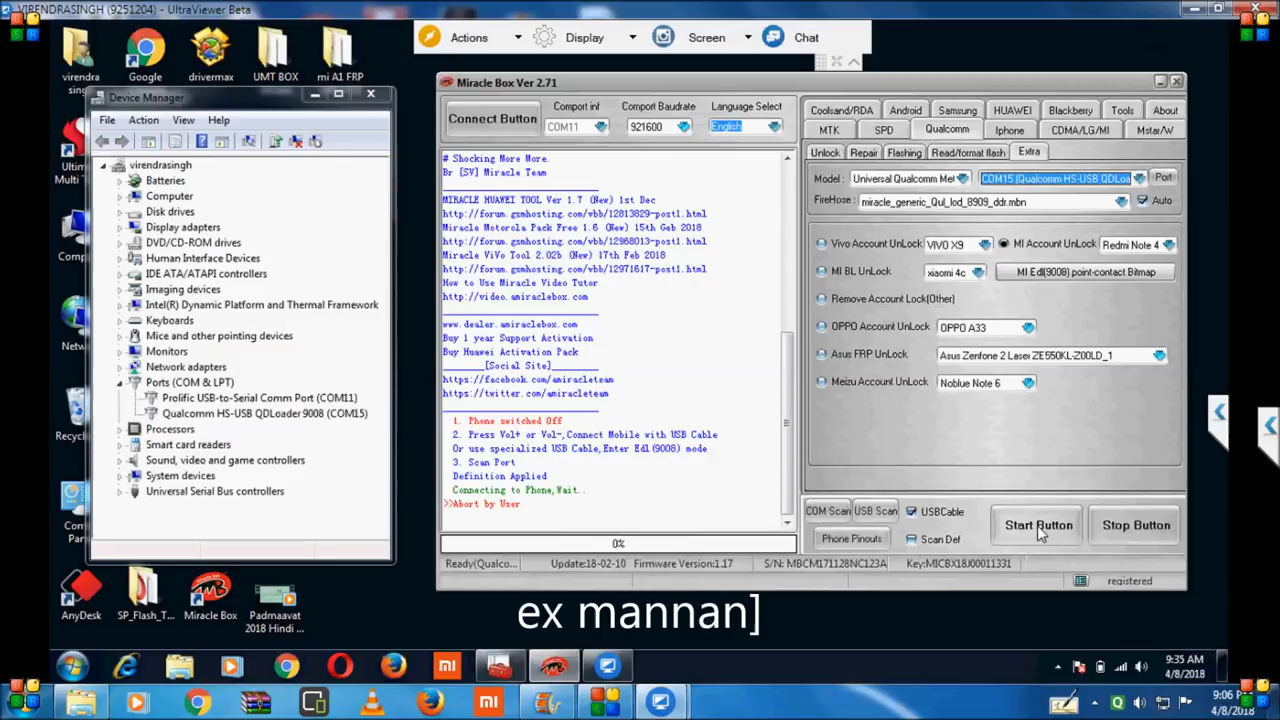 VIRENDRASINGH (9251204) - UltraViewer Beta
Actions
Display
Screen
Chat
virendra
Google
drivermax
UMT BOX
mi A1 FRP
Device Manager
File Action View Help
virendrasingh
Batteries
Computer
Disk drives
Display adapters
DVD/CD-ROM drives
Human Interface Devices
IDE ATA/ATAPI controllers
Imaging devices
Intel(R) Dynamic Platform and Thermal Framework
Keyboards
Mice and other pointing devices
Monitors
Network adapters
Ports (COM & LPT)
Prolific USB-to-Serial Comm Port (COM11)
Qualcomm HS-USB QDLoader 9008 (COM15)
Processors
Smart card readers
Sound, video and game controllers
System devices
Universal Serial Bus controllers
Miracle Box Ver 2.71
Connect Button
Comport inf
COM11
Comport Baudrate
921600
Language Select
English
# Shocking More More.
Br [SV] Miracle Team
MIRACLE HUAWEI TOOL Ver 1.7 (New) 1st Dec
http://forum.gsmhosting.com/vbb/12813829-post1.html
Miracle Motorola Pack Free 1.6 (New) 15th Geb 2018
http://forum.gsmhosting.com/vbb/12968013-post1.html
Miracle ViVo Tool 2.02b (New) 17th Feb 2018
http://forum.gsmhosting.com/vbb/12971617-post1.html
How to Use Miracle Video Tutor
http://video.amiraclebox.com
www.dealer.amiraclebox.com
Buy 1 year Support Activation
Buy Huawei Activation Pack
[Social Site]
https://facebook.com/amiracleteam
https://twitter.com/amiracleteam
1. Phone switched Off
2. Press Vol+ or Vol-,Connect Mobile with USB Cable
Or use specialized USB Cable,Enter Edl(9008) mode
3. Scan Port
Definition Applied
Connecting to Phone,Wait..
>>Abort by User
0%
Coolsand/RDA Android Samsung HUAWEI Blackberry Tools About
MTK SPD Qualcomm Iphone CDMA/LG/MI Mstar/W
Unlock Repair Flashing Read/format flash Extra
Model: Universal Qualcomm Mel COM15 (Qualcomm HS-USB QDLoa Port
FireHose: miracle_generic_Qul_lod_8909_ddr.mbn Auto
Vivo Account UnLock VIVO X9 MI Account UnLock Redmi Note 4
MI BL UnLock xiaomi 4c MI Edl(9008) point-contact Bitmap
Remove Account Lock(Other)
OPPO Account UnLock OPPO A33
Asus FRP UnLock Asus Zenfone 2 Laser ZE550KL-Z00LD_1
Meizu Account UnLock Noblue Note 6
COM Scan USB Scan USBCable
Phone Pinouts Scan Def
Start Button
Stop Button
Ready(Qualco... Update:18-02-10 Firmware Version:1.17 S/N: MBCM171128NC123A Key:MICBX18J00011331
registered
AnyDesk
SP_Flash_T...
Miracle Box
Padmaavat
2018 Hindi ...
ex mannan]
9:35 AM
4/8/2018
9:06 PM
4/8/2018